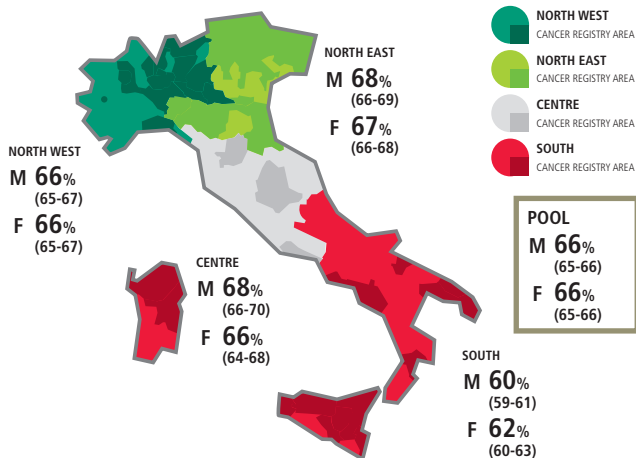 NORTH WEST
CANCER REGISTRY AREA
NORTH EAST
CANCER REGISTRY AREA
CENTRE
CANCER REGISTRY AREA
SOUTH
CANCER REGISTRY AREA
NORTH EAST
M 68%
(66-69)
F 67%
(66-68)
NORTH WEST
M 66%
(65-67)
F 66%
(65-67)
POOL
M 66%
(65-66)
F 66%
(65-66)
CENTRE
M 68%
(66-70)
F 66%
(64-68)
SOUTH
M 60%
(59-61)
F 62%
(60-63)